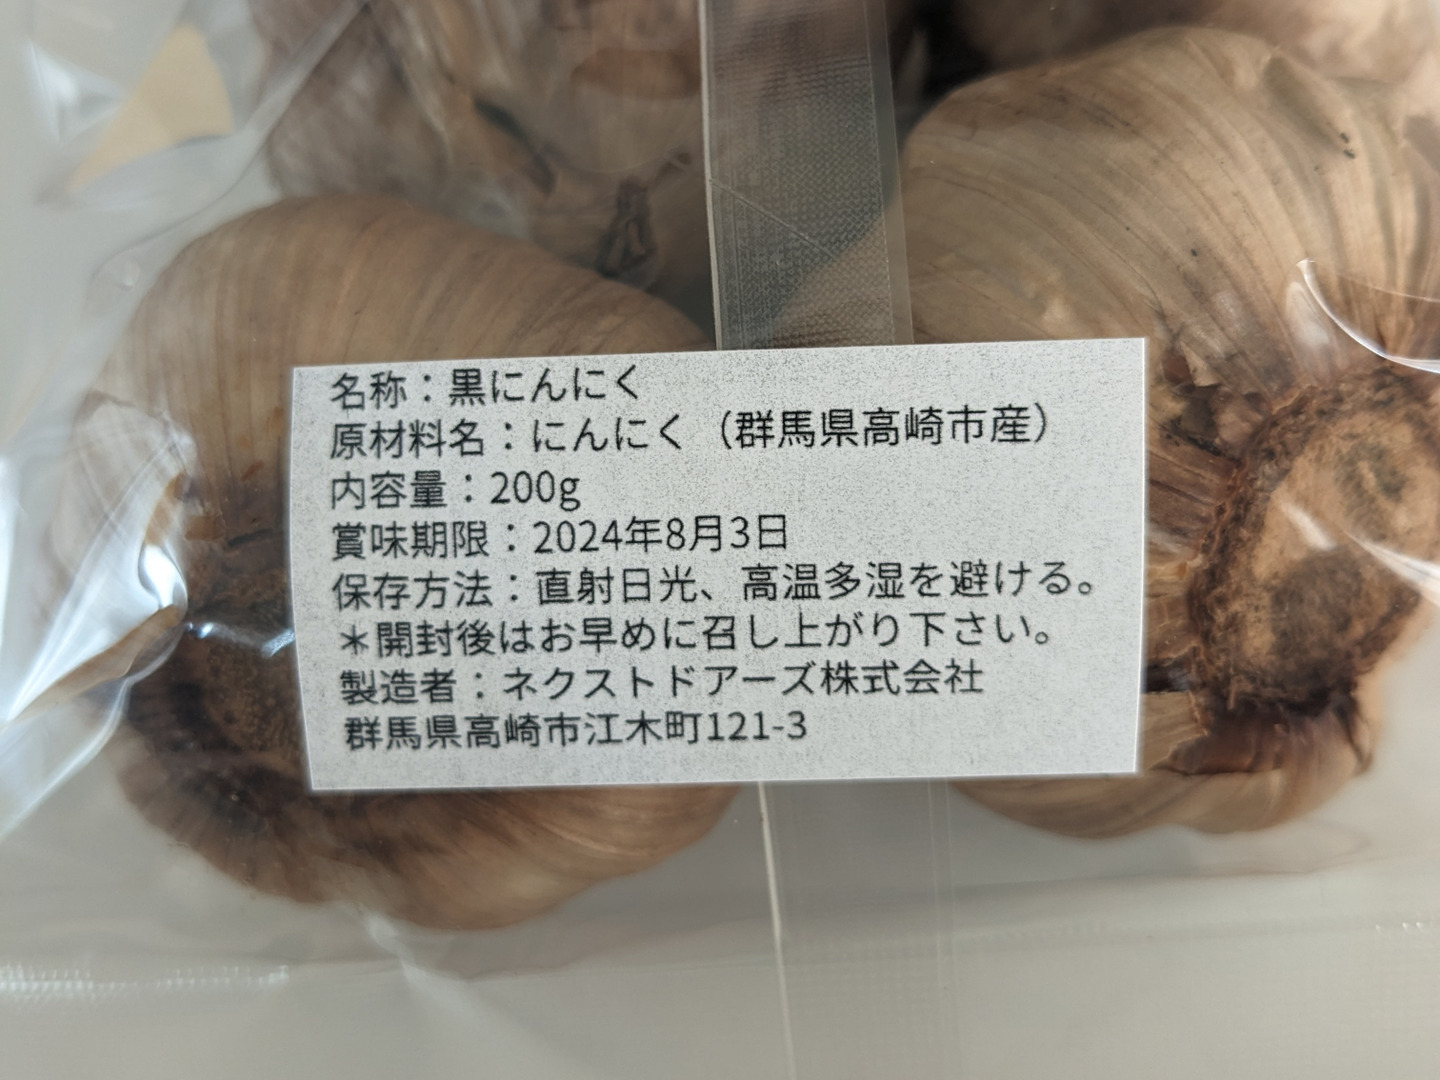 名称：黒にんにく
原材料名：にんにく（群馬県高崎市産）
内容量：200g
賞味期限：2024年8月3日
保存方法：直射日光、高温多湿を避ける。
＊開封後はお早めに召し上がり下さい。
製造者：ネクストドアーズ株式会社
群馬県高崎市江木町121-3